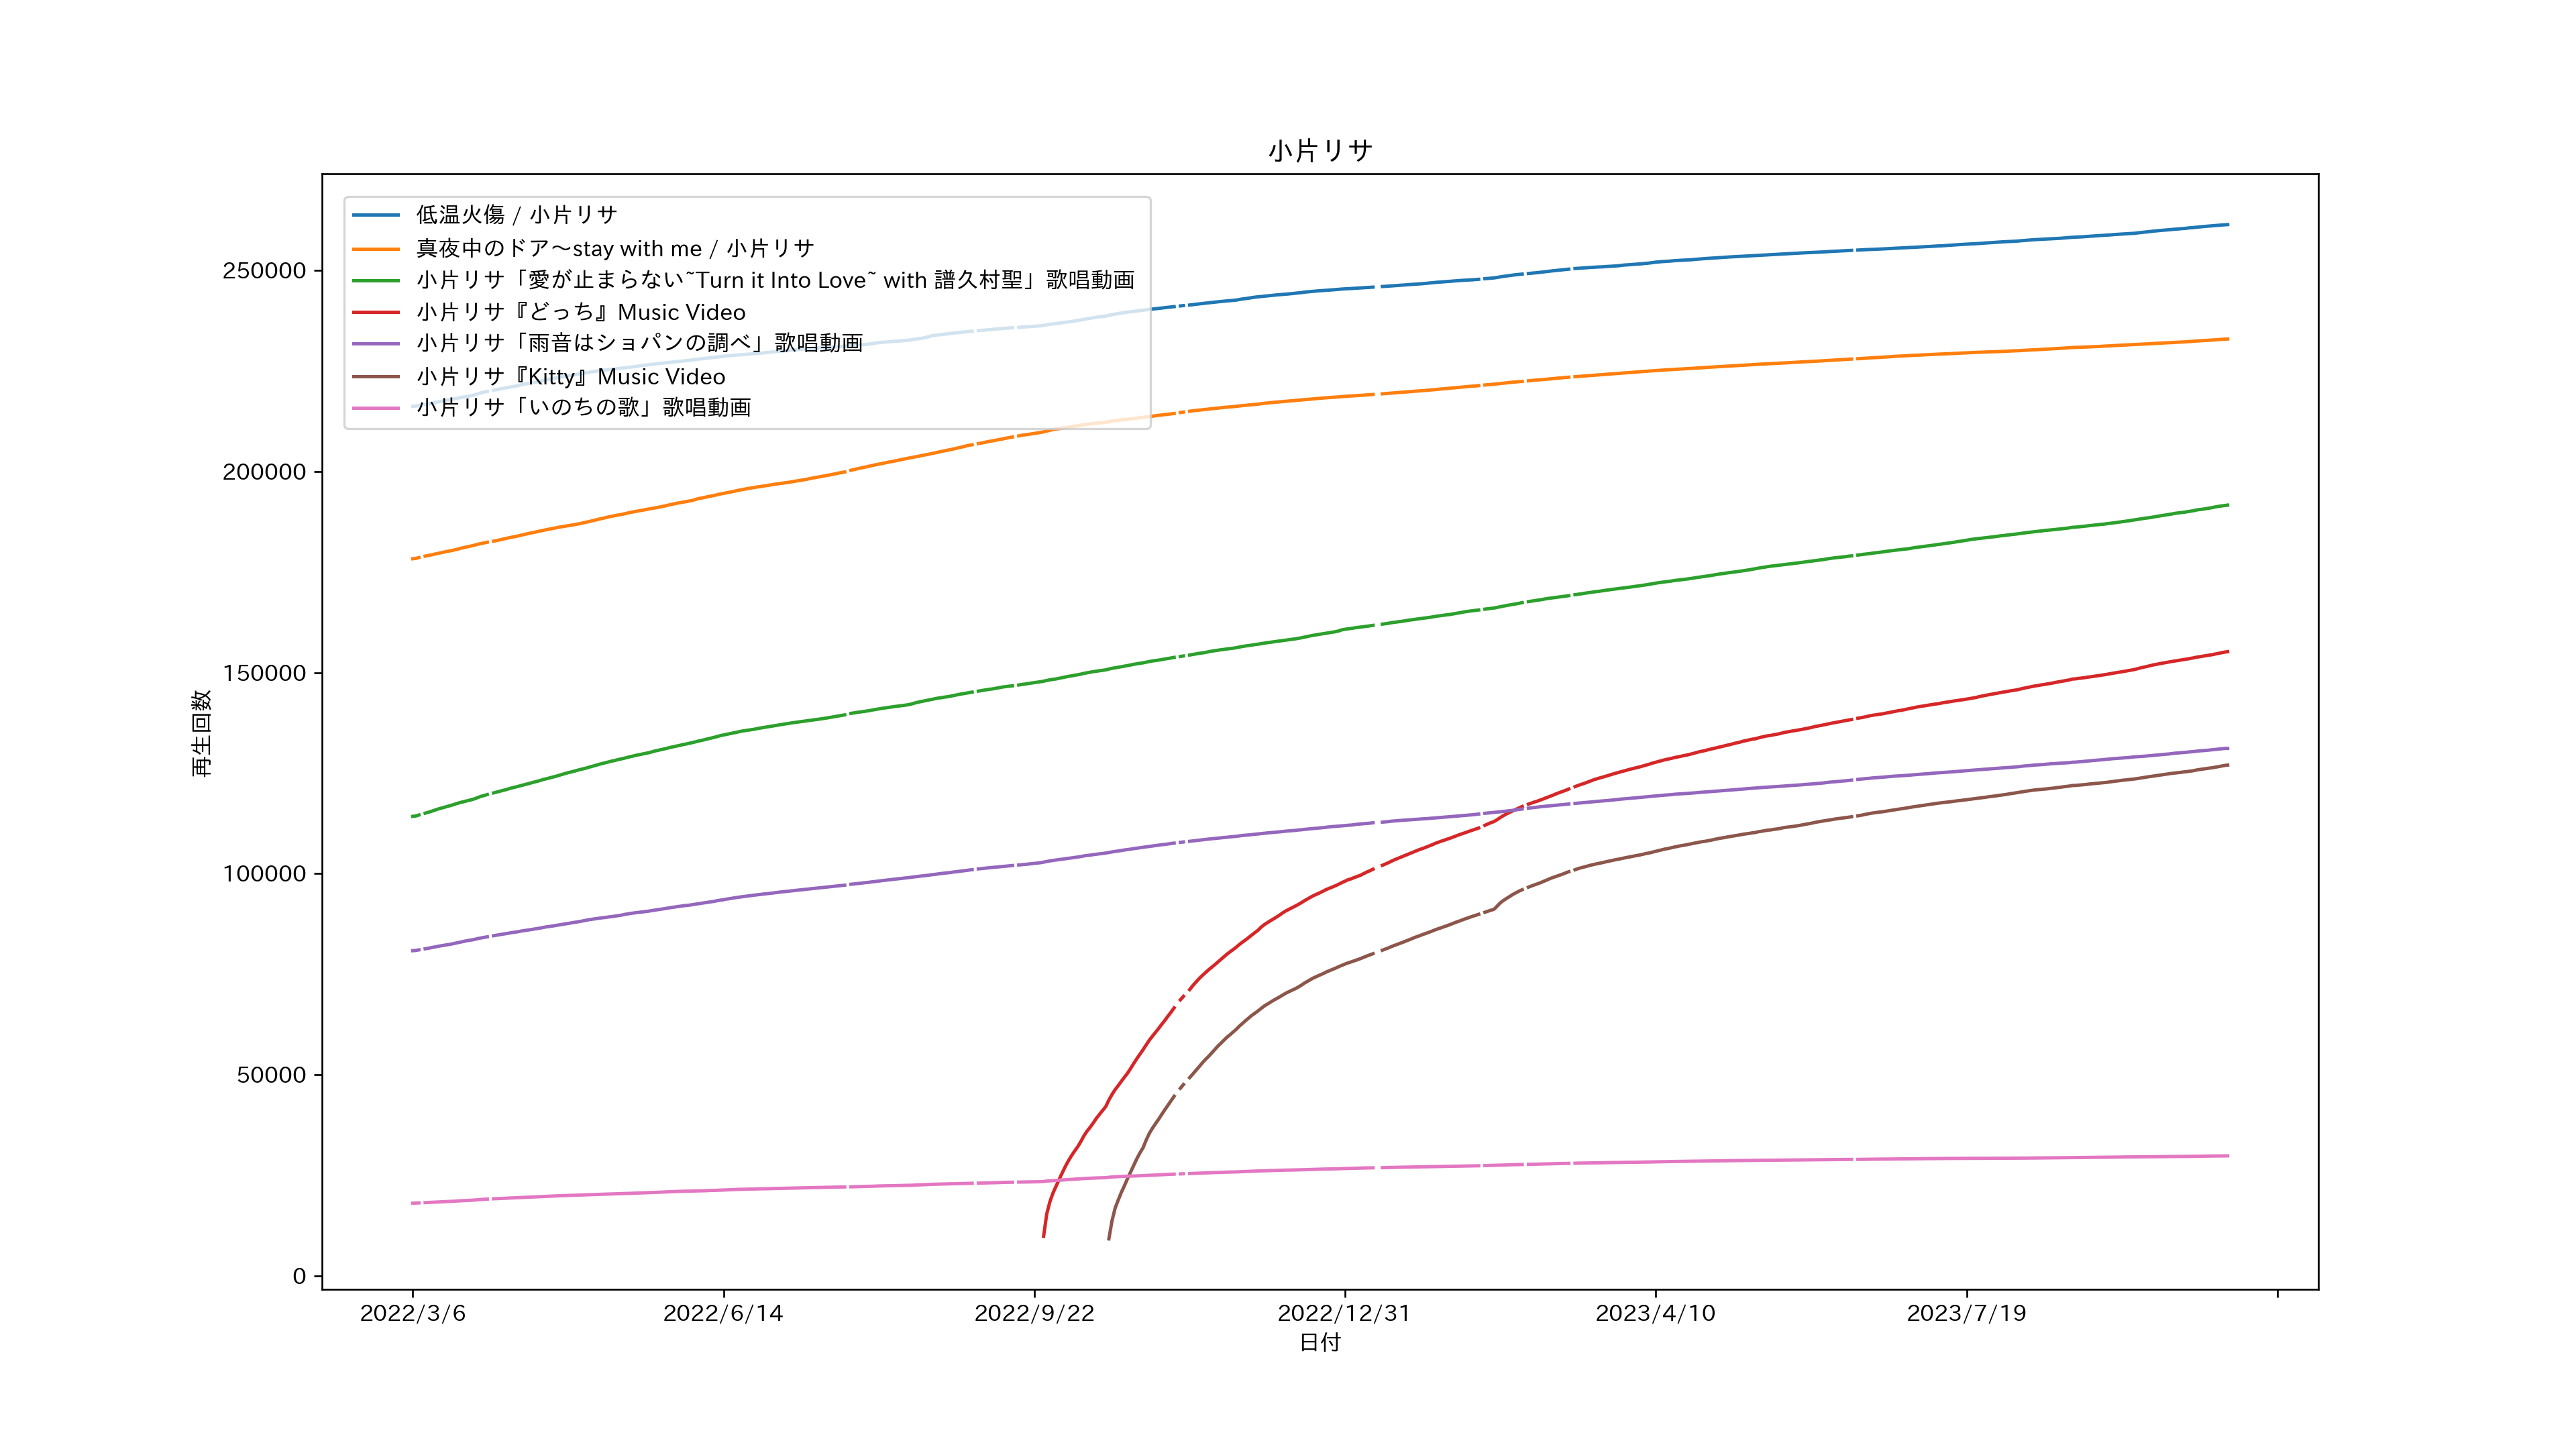 小片リサ
低温火傷 / 小片リサ
真夜中のドア〜stay with me / 小片リサ
小片リサ「愛が止まらない~Turn it Into Love~ with 譜久村聖」歌唱動画
小片リサ『どっち』Music Video
小片リサ「雨音はショパンの調べ」歌唱動画
小片リサ『Kitty』Music Video
小片リサ「いのちの歌」歌唱動画
250000
200000
150000
100000
50000
0
再生回数
2022/3/6
2022/6/14
2022/9/22
2022/12/31
2023/4/10
2023/7/19
日付